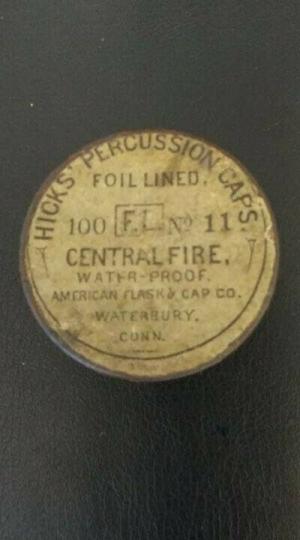 HICKS' PERCUSSION CAPS.
FOIL LINED.
100 F.L. No 11.
CENTRAL FIRE,
WATER-PROOF.
AMERICAN FLASK & CAP CO.
WATERBURY.
CONN.